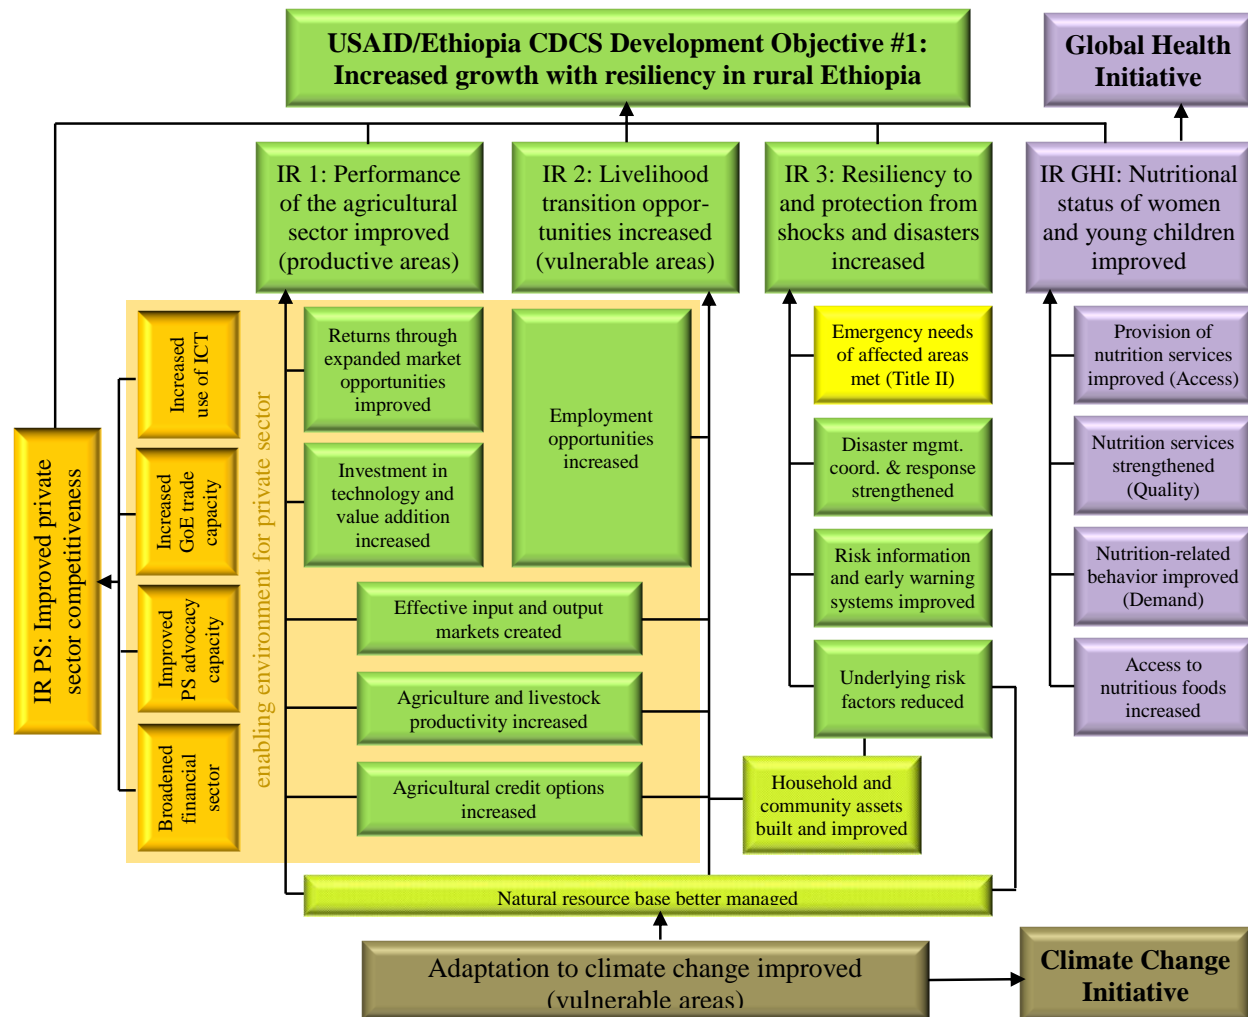 USAID/Ethiopia CDCS Development Objective #1:
Increased growth with resiliency in rural Ethiopia
Global Health
Initiative
IR 1: Performance
of the agricultural
sector improved
(productive areas)
IR 2: Livelihood
transition oppor-
tunities increased
(vulnerable areas)
IR 3: Resiliency to
and protection from
shocks and disasters
increased
IR GHI: Nutritional
status of women
and young children
improved
IR PS: Improved private
sector competitiveness
Increased
use of ICT
Increased
GoE trade
capacity
Improved
PS advocacy
capacity
Broadened
financial
sector
enabling environment for private sector
Returns through
expanded market
opportunities
improved
Investment in
technology and
value addition
increased
Employment
opportunities
increased
Effective input and output
markets created
Agriculture and livestock
productivity increased
Agricultural credit options
increased
Emergency needs
of affected areas
met (Title II)
Disaster mgmt.
coord. & response
strengthened
Risk information
and early warning
systems improved
Underlying risk
factors reduced
Household and
community assets
built and improved
Provision of
nutrition services
improved (Access)
Nutrition services
strengthened
(Quality)
Nutrition-related
behavior improved
(Demand)
Access to
nutritious foods
increased
Natural resource base better managed
Adaptation to climate change improved
(vulnerable areas)
Climate Change
Initiative